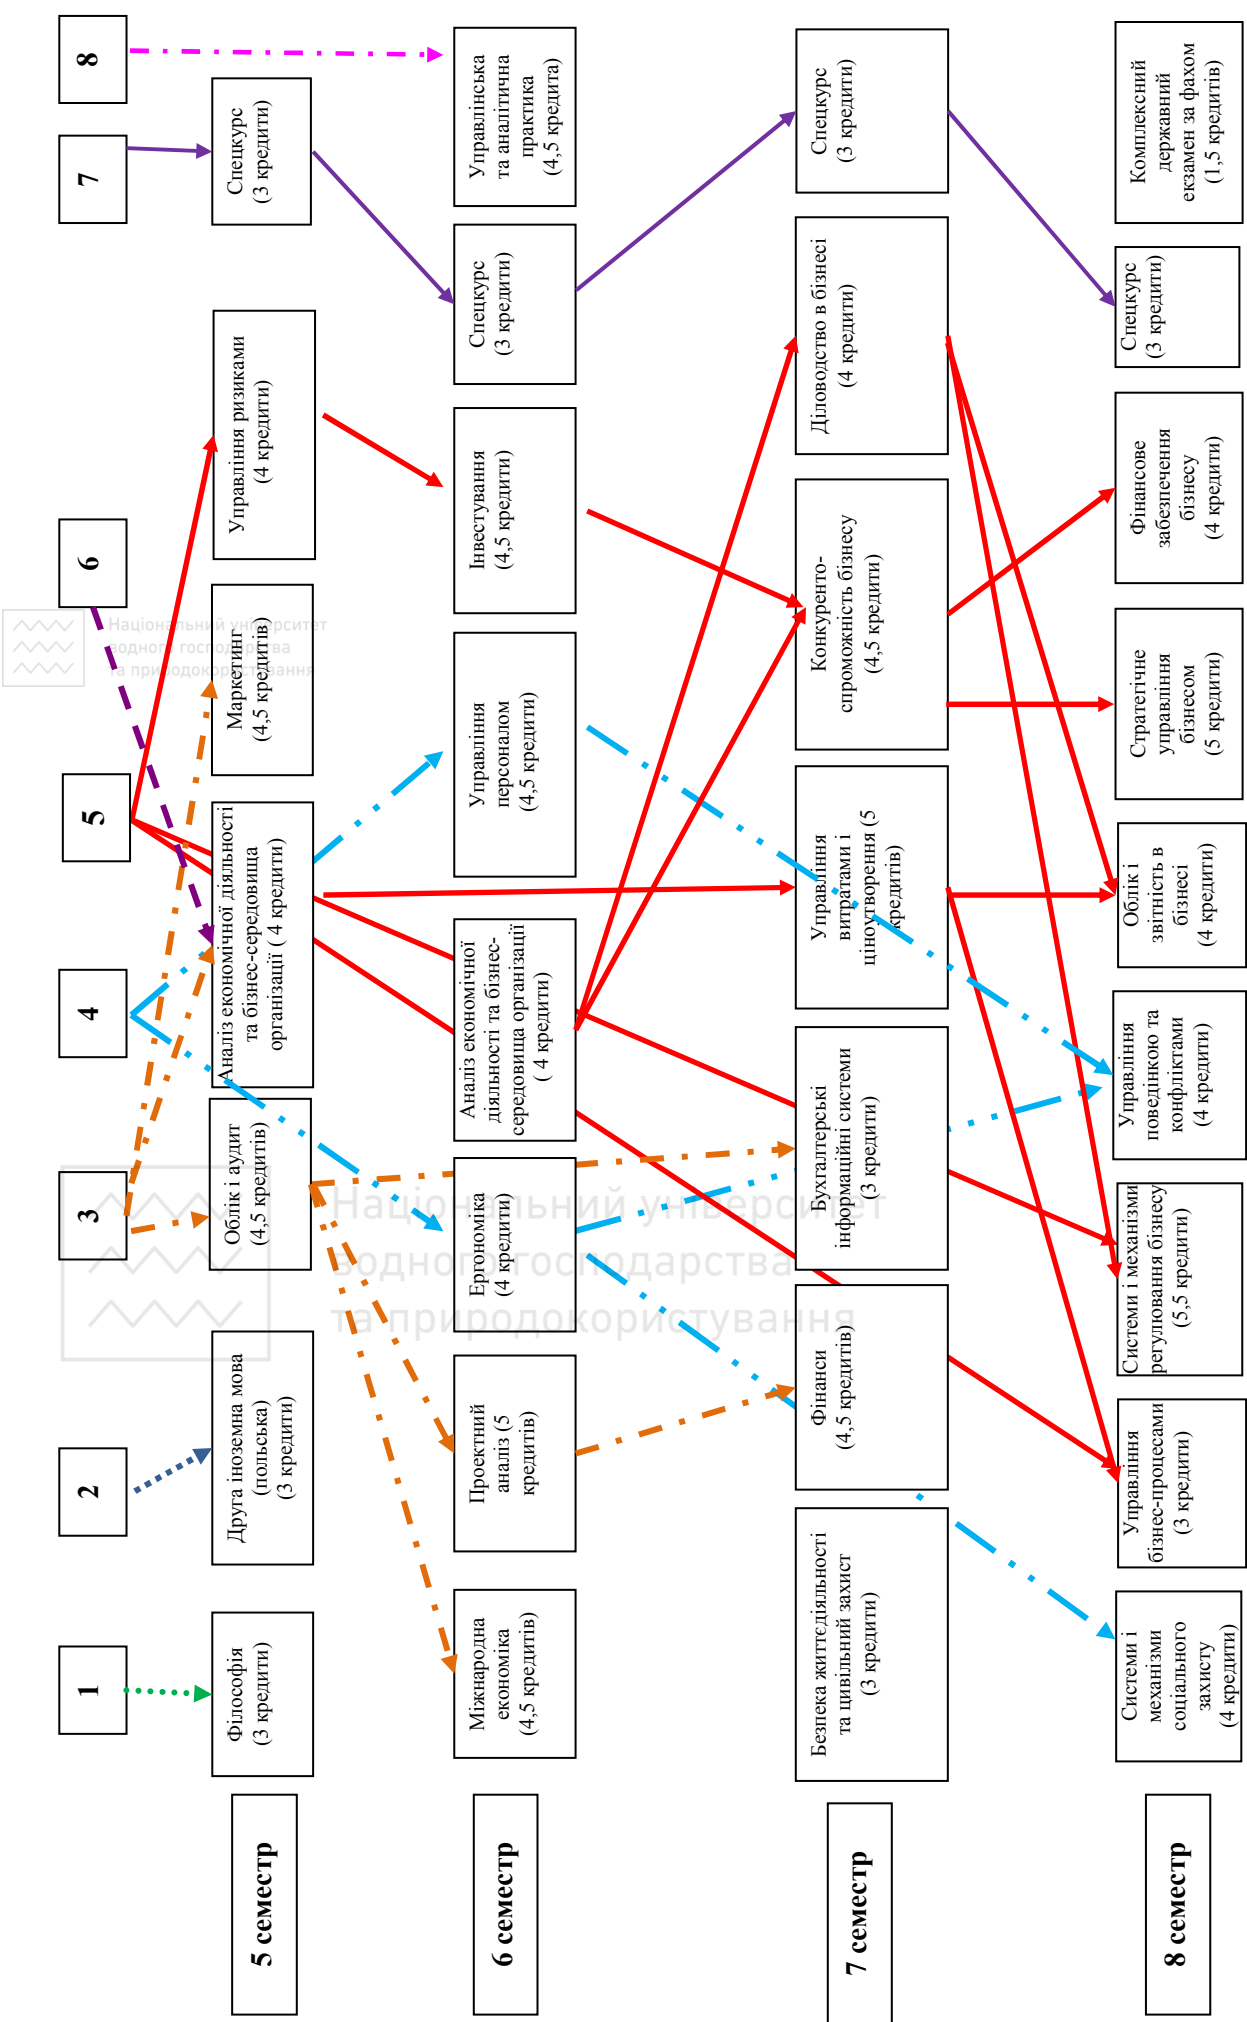 1
2
3
4
5
6
7
8
5 семестр
Філософія
(3 кредити)
Друга іноземна мова
(польська)
(3 кредити)
Облік і аудит
(4,5 кредитів)
Аналіз економічної діяльності
та бізнес-середовища
організації ( 4 кредити)
Маркетинг
(4,5 кредитів)
Управління ризиками
(4 кредити)
Спецкурс
(3 кредити)
6 семестр
Міжнародна
економіка
(4,5 кредитів)
Проектний
аналіз (5
кредитів)
Ергономіка
(4 кредити)
Аналіз економічної
діяльності та бізнес-
середовища організації
( 4 кредити)
Управління
персоналом
(4,5 кредити)
Інвестування
(4,5 кредити)
Спецкурс
(3 кредити)
Управлінська
та аналітична
практика
(4,5 кредита)
7 семестр
Безпека життєдіяльності
та цивільний захист
(3 кредити)
Фінанси
(4,5 кредитів)
Бухгалтерські
інформаційні системи
(3 кредити)
Управління
витратами і
ціноутворення (5
кредитів)
Конкуренто-
спроможність бізнесу
(4,5 кредити)
Діловодство в бізнесі
(4 кредити)
Спецкурс
(3 кредити)
8 семестр
Системи і
механізми
соціального
захисту
(4 кредити)
Управління
бізнес-процесами
(3 кредити)
Системи і механізми
регулювання бізнесу
(5,5 кредити)
Управління
поведінкою та
конфліктами
(4 кредити)
Облік і
звітність в
бізнесі
(4 кредити)
Стратегічне
управління
бізнесом
(5 кредити)
Фінансове
забезпечення
бізнесу
(4 кредити)
Спецкурс
(3 кредити)
Комплексний
державний
екзамен за фахом
(1,5 кредитів)
Національний університет
водного господарства
та природокористування
Національний університет
водного господарства
та природокористування